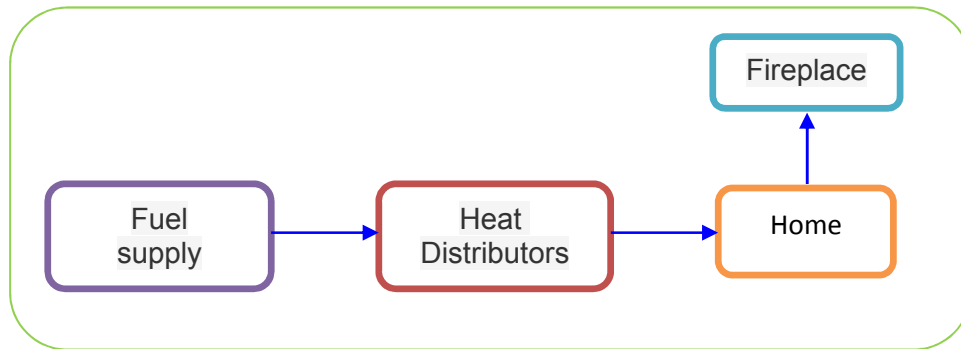 Fireplace
Fuel
supply
Heat
Distributors
Home